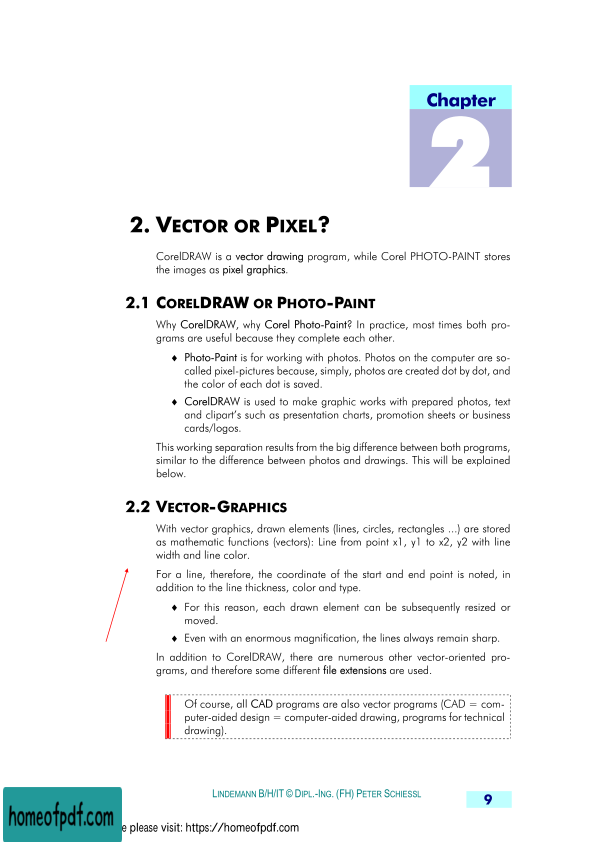 Chapter
2
2. VECTOR OR PIXEL?
CorelDRAW is a vector drawing program, while Corel PHOTO-PAINT stores
the images as pixel graphics.
2.1 CORELDRAW OR PHOTO-PAINT
Why CorelDRAW, why Corel Photo-Paint? In practice, most times both pro-
grams are useful because they complete each other.
♦ Photo-Paint is for working with photos. Photos on the computer are so-
called pixel-pictures because, simply, photos are created dot by dot, and
the color of each dot is saved.
♦ CorelDRAW is used to make graphic works with prepared photos, text
and clipart's such as presentation charts, promotion sheets or business
cards/logos.
This working separation results from the big difference between both programs,
similar to the difference between photos and drawings. This will be explained
below.
2.2 VECTOR-GRAPHICS
With vector graphics, drawn elements (lines, circles, rectangles ...) are stored
as mathematic functions (vectors): Line from point x1, y1 to x2, y2 with line
width and line color.
For a line, therefore, the coordinate of the start and end point is noted, in
addition to the line thickness, color and type.
♦ For this reason, each drawn element can be subsequently resized or
moved.
♦ Even with an enormous magnification, the lines always remain sharp.
In addition to CorelDRAW, there are numerous other vector-oriented pro-
grams, and therefore some different file extensions are used.
Of course, all CAD programs are also vector programs (CAD = com-
puter-aided design = computer-aided drawing, programs for technical
drawing).
LINDEMANN B/H/IT © DIPL.-ING. (FH) PETER SCHIESSL
9
homeofpdf.com
e please visit: https://homeofpdf.com